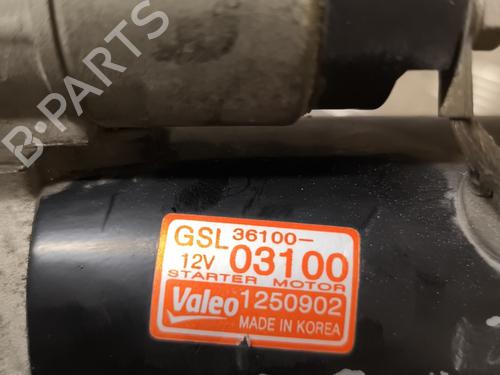 B-PARTS
GSL 36100-
12V 03100
STARTER MOTOR
Valeo 1250902
MADE IN KOREA